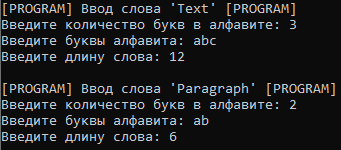 [PROGRAM] Ввод слова 'Text' [PROGRAM]
Введите количество букв в алфавите: 3
Введите буквы алфавита: abc
Введите длину слова: 12
[PROGRAM] Ввод слова 'Paragraph' [PROGRAM]
Введите количество букв в алфавите: 2
Введите буквы алфавита: ab
Введите длину слова: 6